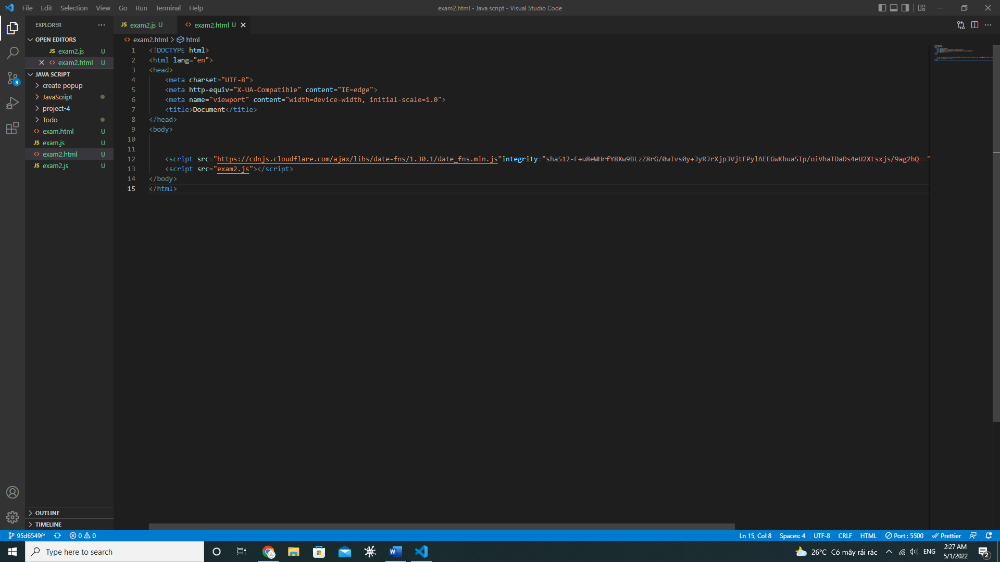 File Edit Selection View Go Run Terminal Help
exam2.html - Java script - Visual Studio Code
EXPLORER
OPEN EDITORS
JS exam2.js U
exam2.html U
JAVA SCRIPT
create popup
JavaScript
project-4
Todo
exam.html U
JS exam.js U
exam2.html U
JS exam2.js U
OUTLINE
TIMELINE
8
JS exam2.js U
exam2.html U
exam2.html > html
1 <!DOCTYPE html>
2 <html lang="en">
3 <head>
4 <meta charset="UTF-8">
5 <meta http-equiv="X-UA-Compatible" content="IE=edge">
6 <meta name="viewport" content="width=device-width, initial-scale=1.0">
7 <title>Document</title>
8 </head>
9 <body>
10
11
12 <script src="https://cdnjs.cloudflare.com/ajax/libs/date-fns/1.30.1/date_fns.min.js"integrity="sha512-F+u8eWHrfY8Xw9BLzZ8rG/0wIvs0y+JyRJrXjp3VjtFPylAEEGwKbua5Ip/oiVhaTDaDs4eU2Xtsxjs/9ag2bQ=="
13 <script src="exam2.js"></script>
14 </body>
15 </html>
95d6549f* 0 0
Ln 15, Col 8 Spaces: 4 UTF-8 CRLF HTML Port : 5500 Prettier
Type here to search
26°C Có mây rải rác ENG
2:27 AM
5/1/2022
2